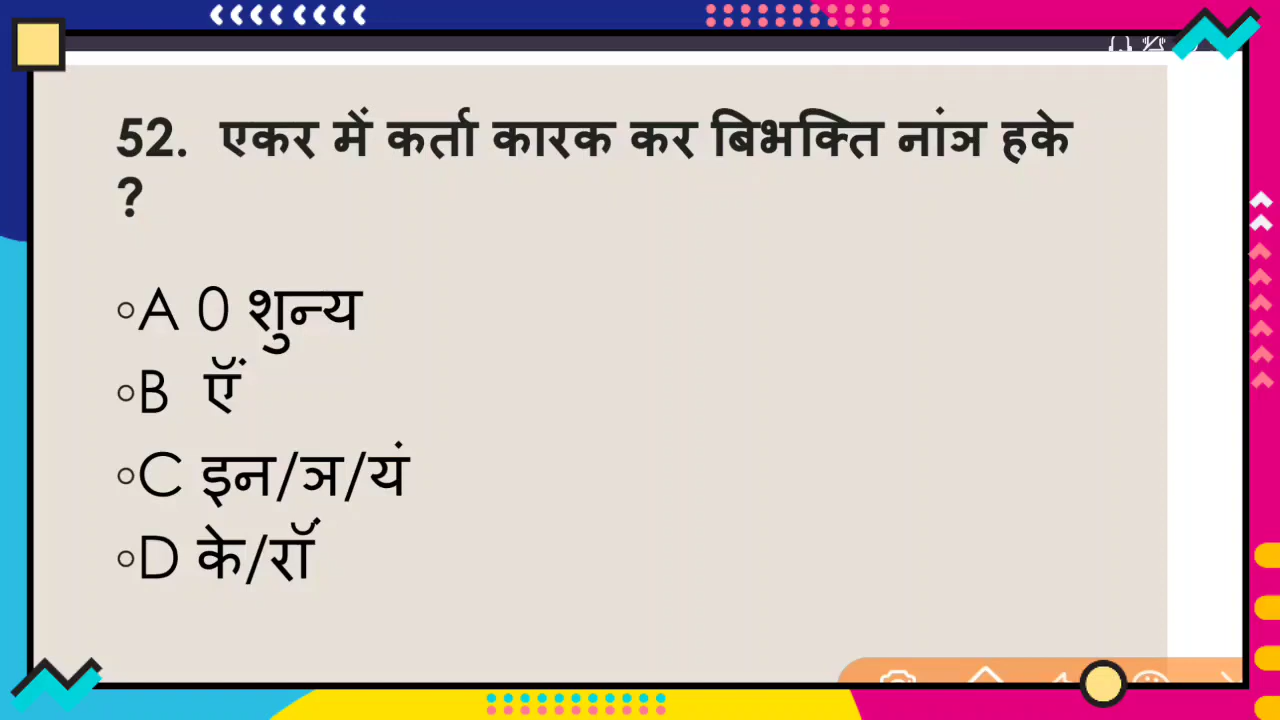 52. एकर में कर्ता कारक कर बिभक्ति नांञ हके
?
◦A 0 शुन्य
◦B ऍं
◦C इन/ञ/यं
◦D के/रॉं